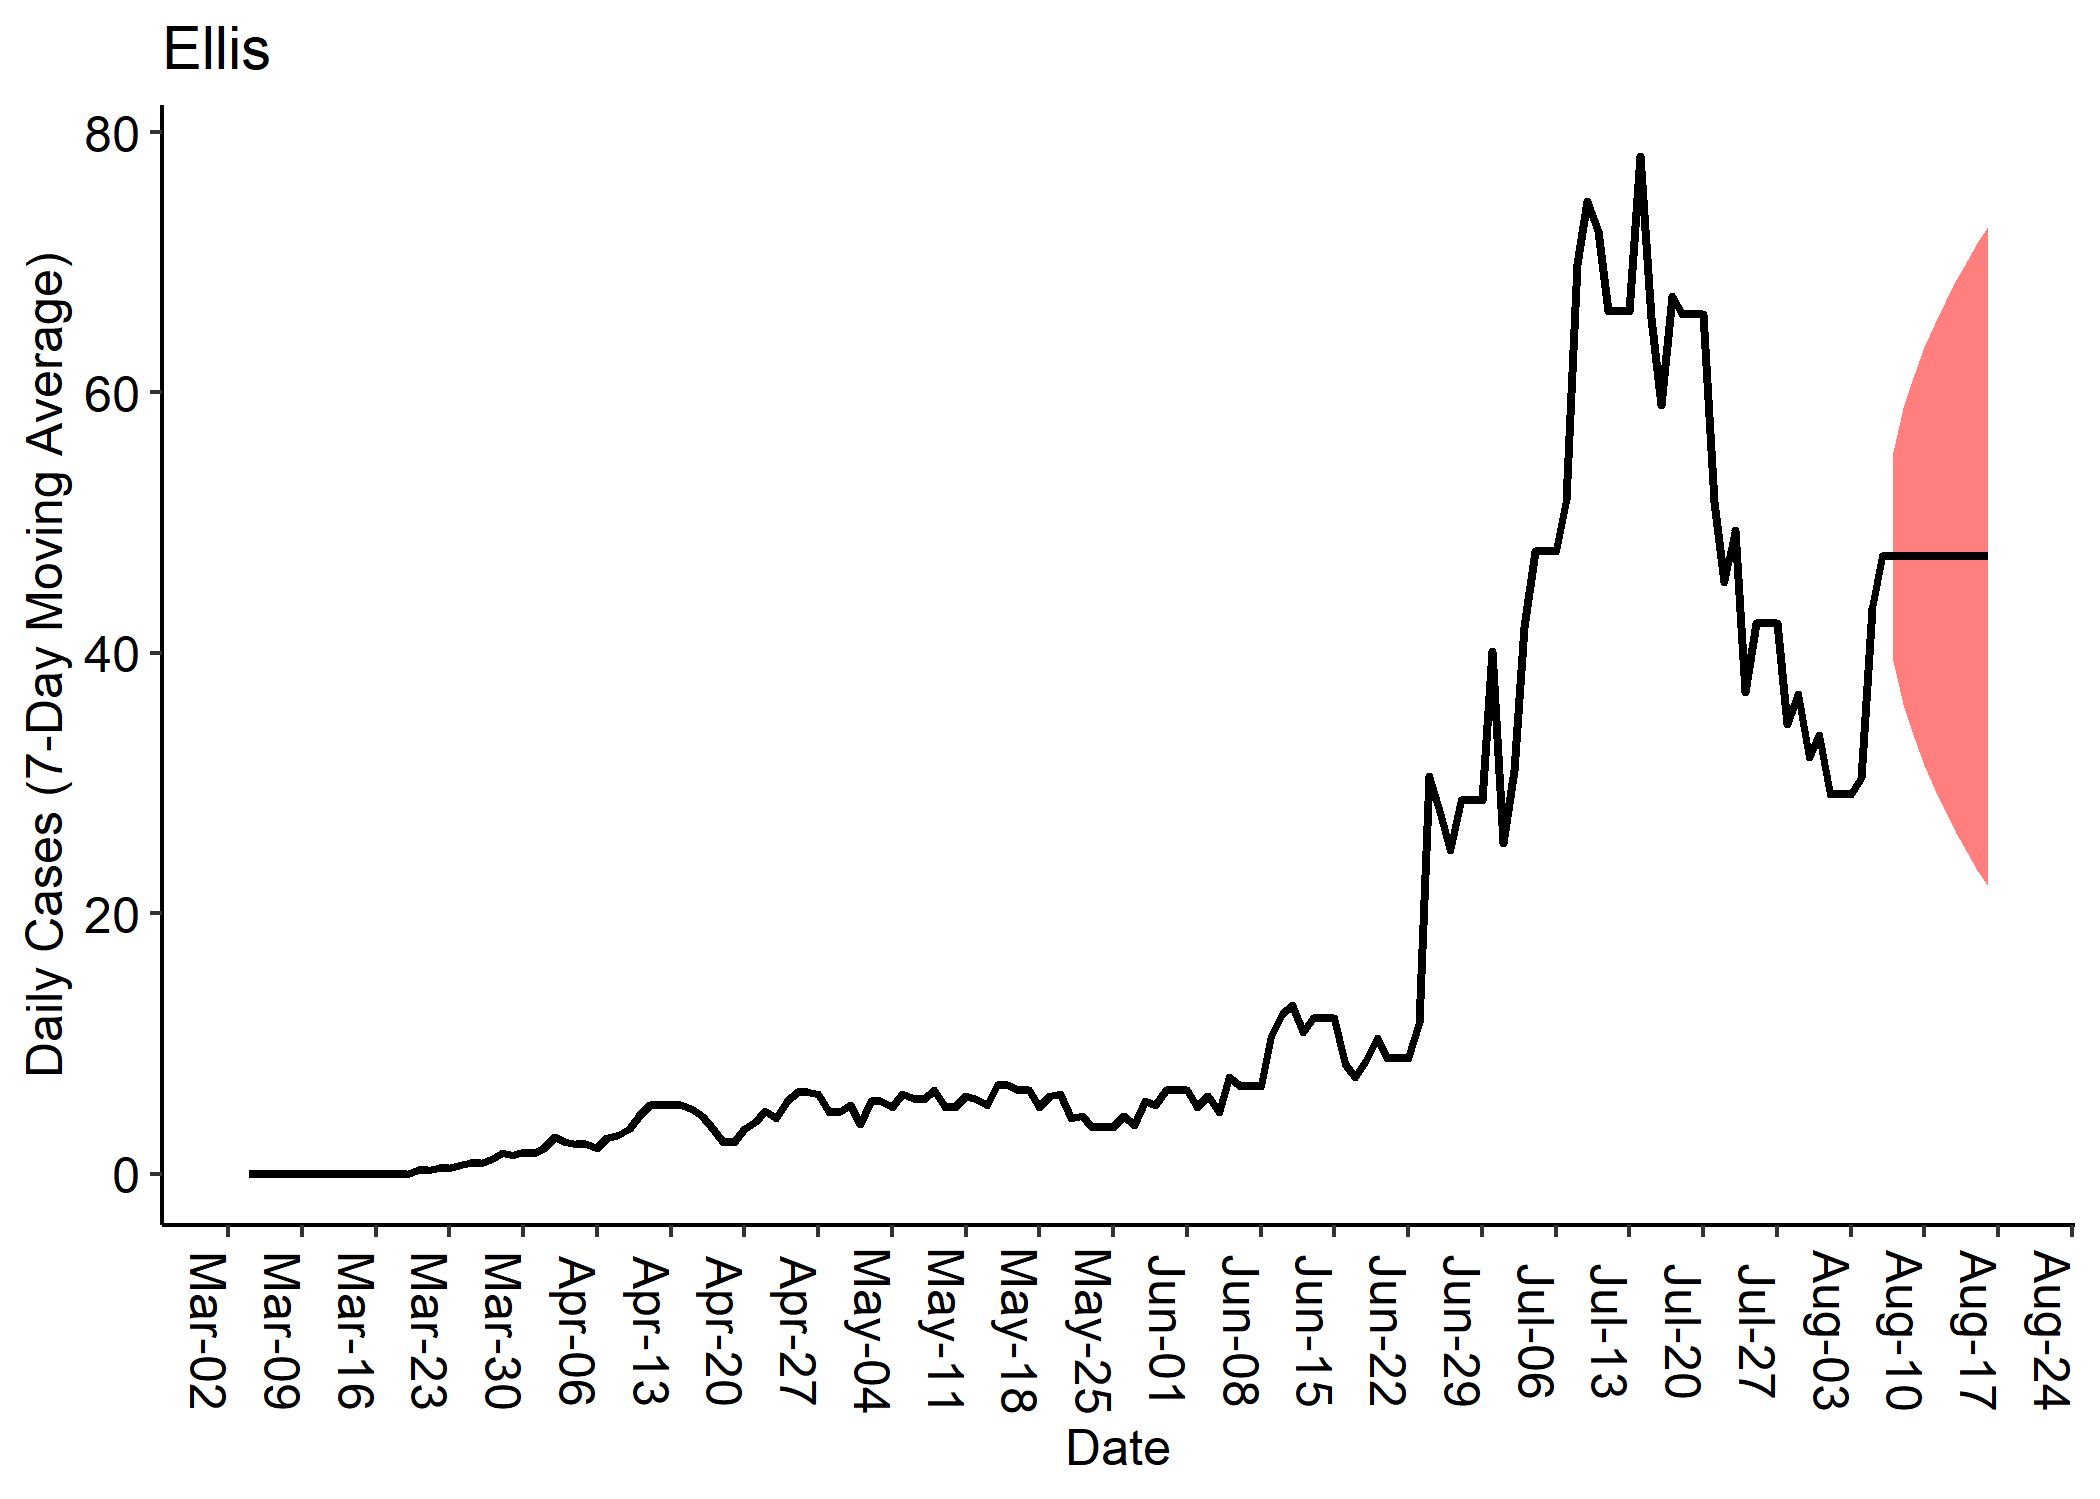 Ellis
Daily Cases (7-Day Moving Average)
80
60
40
20
0
Mar-02
Mar-09
Mar-16
Mar-23
Mar-30
Apr-06
Apr-13
Apr-20
Apr-27
May-04
May-11
May-18
May-25
Jun-01
Jun-08
Jun-15
Jun-22
Jun-29
Jul-06
Jul-13
Jul-20
Jul-27
Aug-03
Aug-10
Aug-17
Aug-24
Date